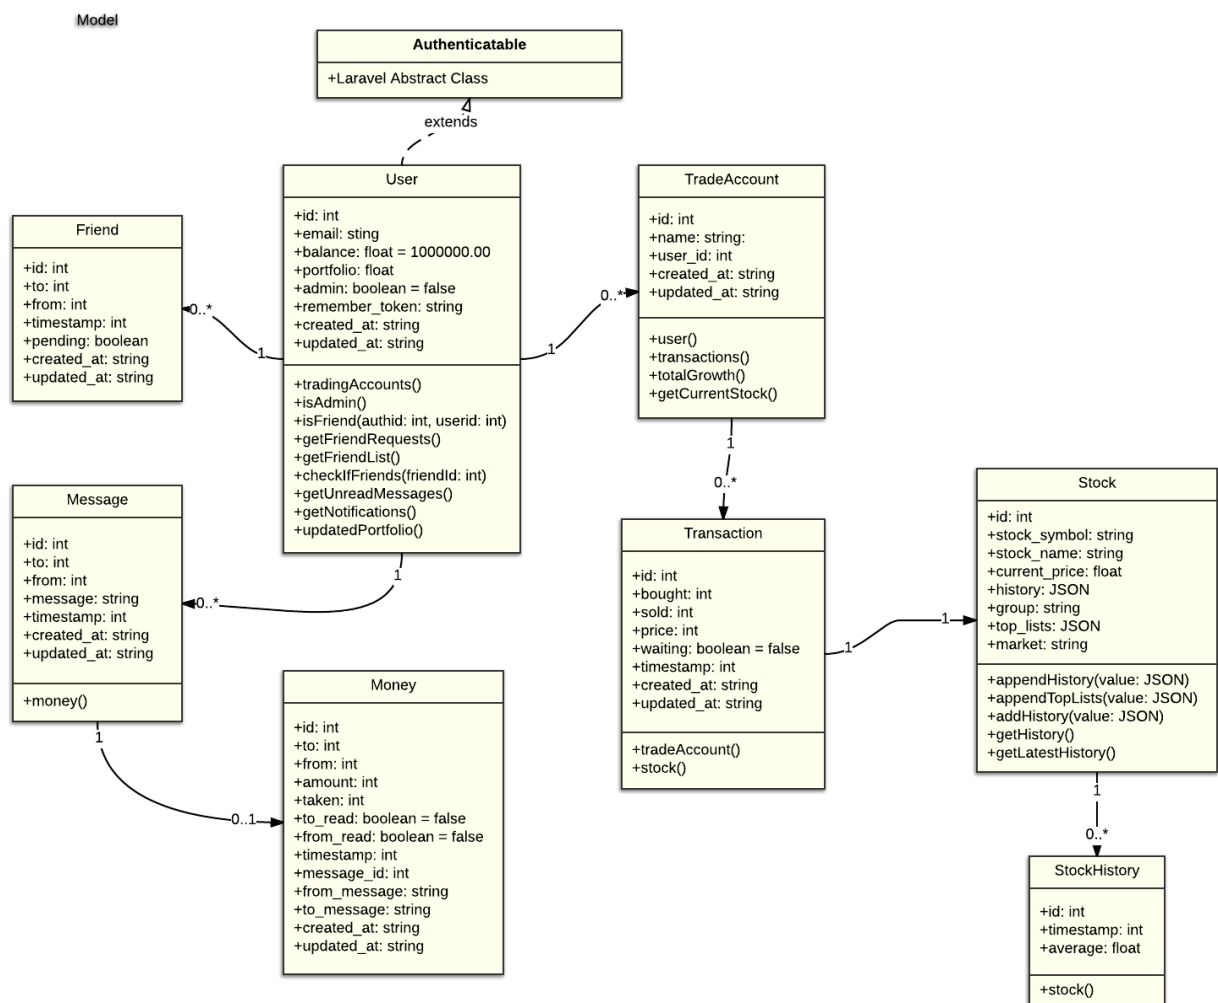 Model
Authenticatable
+Laravel Abstract Class
extends
User
+id: int
+email: sting
+balance: float = 1000000.00
+portfolio: float
+admin: boolean = false
+remember_token: string
+created_at: string
+updated_at: string
+tradingAccounts()
+isAdmin()
+isFriend(authid: int, userid: int)
+getFriendRequests()
+getFriendList()
+checkIfFriends(friendId: int)
+getUnreadMessages()
+getNotifications()
+updatedPortfolio()
TradeAccount
+id: int
+name: string:
+user_id: int
+created_at: string
+updated_at: string
+user()
+transactions()
+totalGrowth()
+getCurrentStock()
Friend
+id: int
+to: int
+from: int
+timestamp: int
+pending: boolean
+created_at: string
+updated_at: string
0..*
1
1
0..*
1
0..*
Message
+id: int
+to: int
+from: int
+message: string
+timestamp: int
+created_at: string
+updated_at: string
+money()
1
0..*
1
0..1
Money
+id: int
+to: int
+from: int
+amount: int
+taken: int
+to_read: boolean = false
+from_read: boolean = false
+timestamp: int
+message_id: int
+from_message: string
+to_message: string
+created_at: string
+updated_at: string
Transaction
+id: int
+bought: int
+sold: int
+price: int
+waiting: boolean = false
+timestamp: int
+created_at: string
+updated_at: string
+tradeAccount()
+stock()
1
1
Stock
+id: int
+stock_symbol: string
+stock_name: string
+current_price: float
+history: JSON
+group: string
+top_lists: JSON
+market: string
+appendHistory(value: JSON)
+appendTopLists(value: JSON)
+addHistory(value: JSON)
+getHistory()
+getLatestHistory()
1
0..*
StockHistory
+id: int
+timestamp: int
+average: float
+stock()